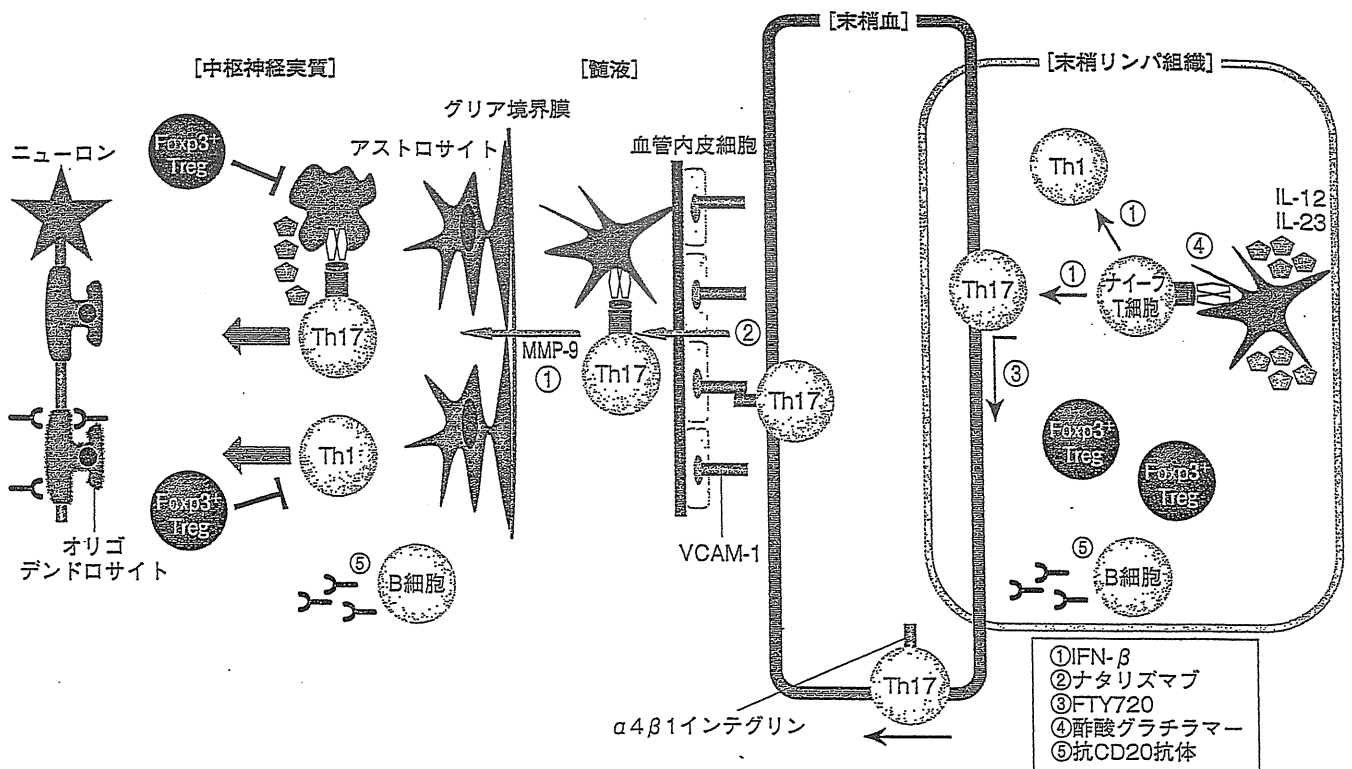 [末梢血]
[中枢神経実質]
[髄液]
[末梢リンパ組織]
グリア境界膜
ニューロン
Foxp3⁺
Treg
アストロサイト
血管内皮細胞
Th1
IL-12
IL-23
①
④
Th17
①
ナイーブ
T細胞
Th17
MMP-9
①
Th17
②
Th17
③
Th1
Foxp3⁺
Treg
Foxp3⁺
Treg
Foxp3⁺
Treg
オリゴ
デンドロサイト
⑤
B細胞
VCAM-1
⑤
B細胞
Th17
α4β1インテグリン
①IFN-β
②ナタリズマブ
③FTY720
④酢酸グラチラマー
⑤抗CD20抗体